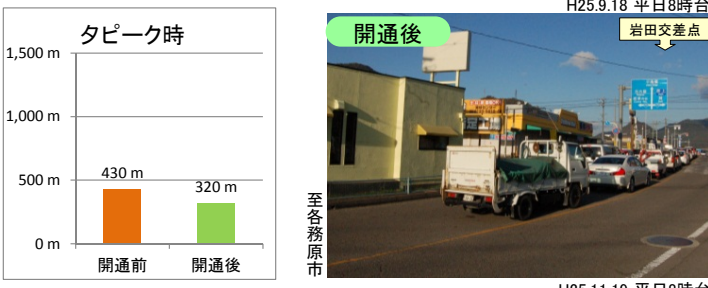 タピーク時
1,500 m
1,000 m
500 m
0 m
430 m
320 m
開通前
開通後
H25.9.18 平日8時台
開通後
岩田交差点
至各務原市